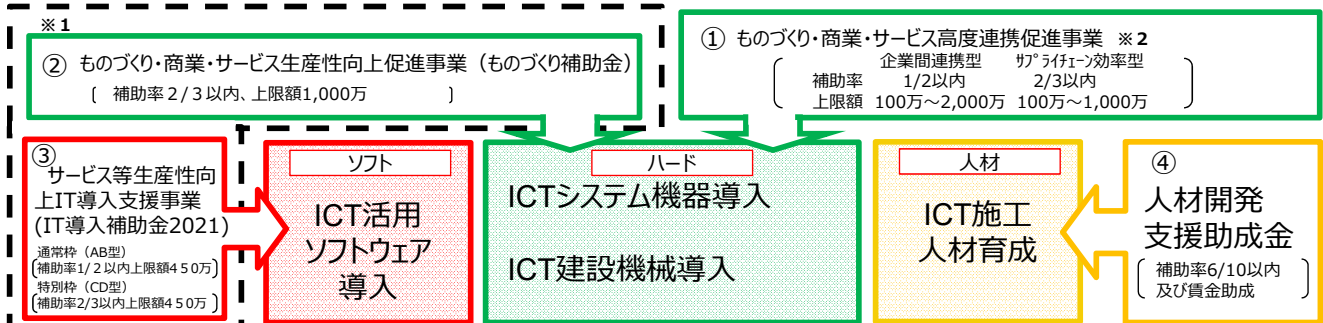 ※1
② ものづくり・商業・サービス生産性向上促進事業（ものづくり補助金）
〔 補助率2/3以内、上限額1,000万 〕
① ものづくり・商業・サービス高度連携促進事業 ※2
企業間連携型 ｻﾌﾟﾗｲﾁｪｰﾝ効率型
補助率 1/2以内 2/3以内
上限額 100万～2,000万 100万～1,000万
③
サービス等生産性向
上IT導入支援事業
(IT導入補助金2021)
通常枠（AB型）
〔補助率1/2以内上限額450万〕
特別枠（CD型）
〔補助率2/3以内上限額450万〕
ソフト
ICT活用
ソフトウェア
導入
ハード
ICTシステム機器導入
ICT建設機械導入
人材
ICT施工
人材育成
④
人材開発
支援助成金
補助率6/10以内
及び賃金助成